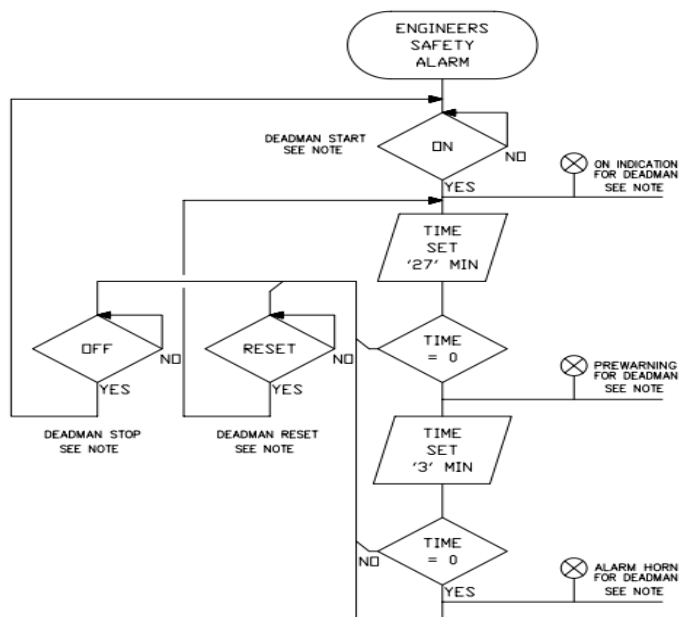 ENGINEERS
SAFETY
ALARM
DEADMAN START
SEE NOTE
ON
NO
YES
ON INDICATION
FOR DEADMAN
SEE NOTE
TIME
SET
'27' MIN
OFF
NO
YES
RESET
NO
YES
TIME
= 0
PREWARNING
FOR DEADMAN
SEE NOTE
DEADMAN STOP
SEE NOTE
DEADMAN RESET
SEE NOTE
TIME
SET
'3' MIN
TIME
= 0
NO
YES
ALARM HORN
FOR DEADMAN
SEE NOTE